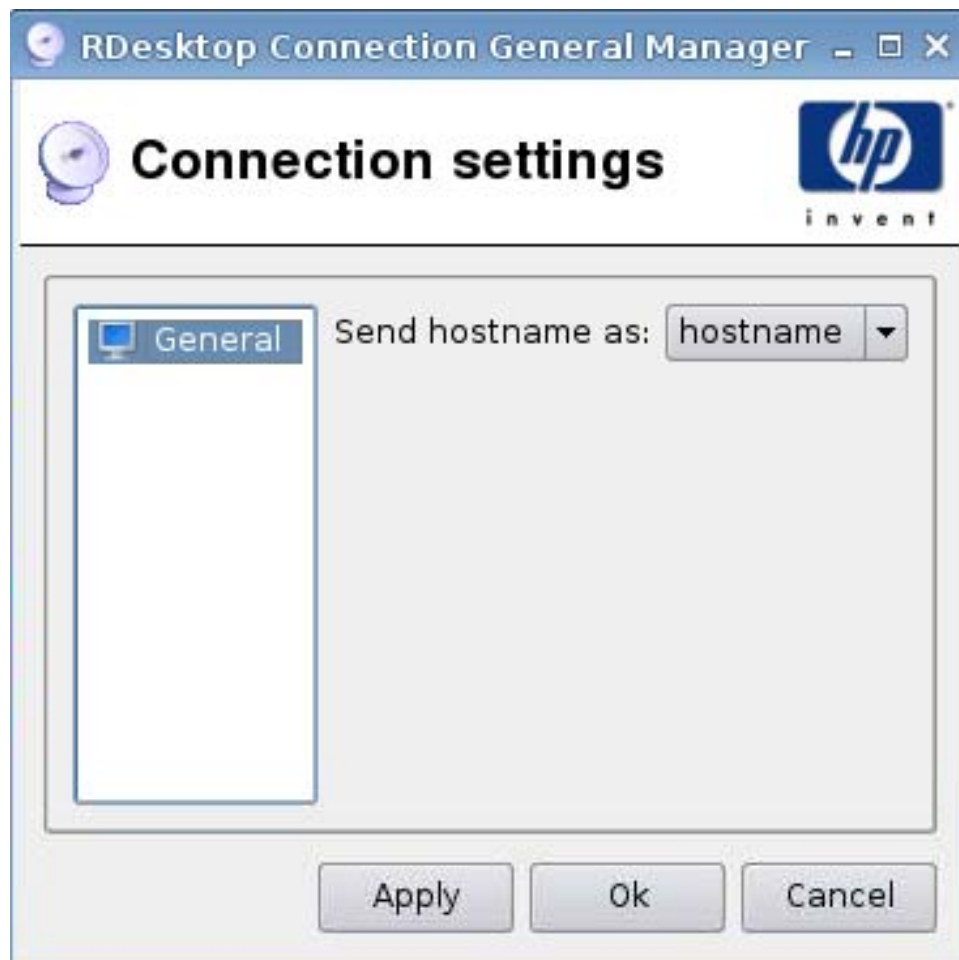 RDesktop Connection General Manager
Connection settings
hp
invent
General
Send hostname as: hostname
Apply Ok Cancel